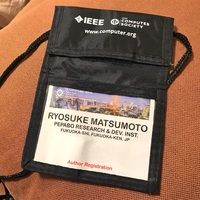 IEEE IEEE COMPUTER SOCIETY
www.computer.org
RYOSUKE MATSUMOTO
PEPABO RESEARCH & DEV. INST.
FUKUOKA-SHI, FUKUOKA-KEN, JP
Author Registration